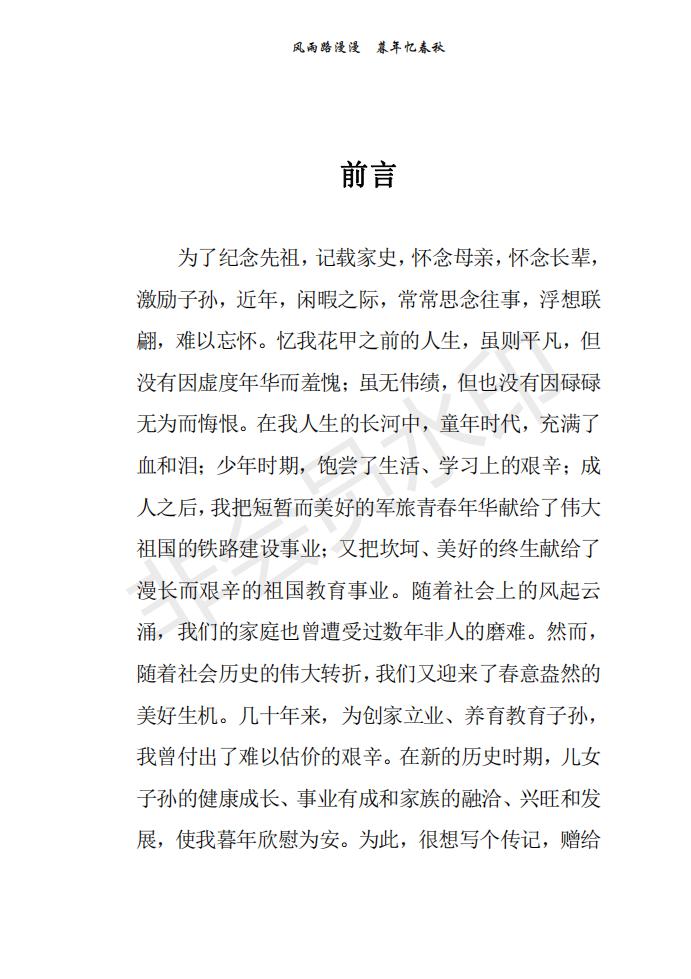 风雨路漫漫　暮年忆春秋
前言
为了纪念先祖，记载家史，怀念母亲，怀念长辈，
激励子孙，近年，闲暇之际，常常思念往事，浮想联
翩，难以忘怀。忆我花甲之前的人生，虽则平凡，但
没有因虚度年华而羞愧；虽无伟绩，但也没有因碌碌
无为而悔恨。在我人生的长河中，童年时代，充满了
血和泪；少年时期，饱尝了生活、学习上的艰辛；成
人之后，我把短暂而美好的军旅青春年华献给了伟大
祖国的铁路建设事业；又把坎坷、美好的终生献给了
漫长而艰辛的祖国教育事业。随着社会上的风起云
涌，我们的家庭也曾遭受过数年非人的磨难。然而，
随着社会历史的伟大转折，我们又迎来了春意盎然的
美好生机。几十年来，为创家立业、养育教育子孙，
我曾付出了难以估价的艰辛。在新的历史时期，儿女
子孙的健康成长、事业有成和家族的融洽、兴旺和发
展，使我暮年欣慰为安。为此，很想写个传记，赠给
非会员水印